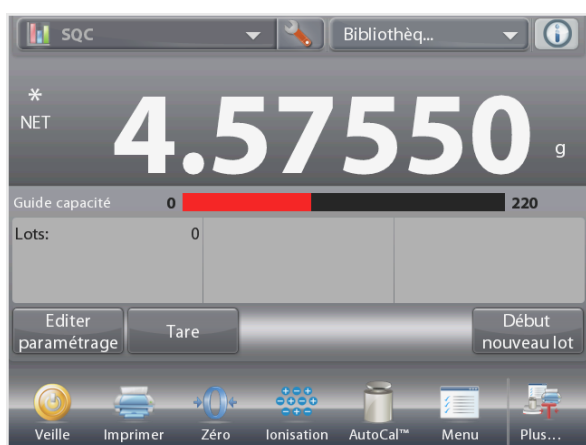 SQC Bibliothèq...
*
NET
4.57550 g
Guide capacité 0 220
Lots: 0
Editer
paramétrage
Tare
Début
nouveau lot
Veille Imprimer Zéro Ionisation AutoCal™ Menu Plus...